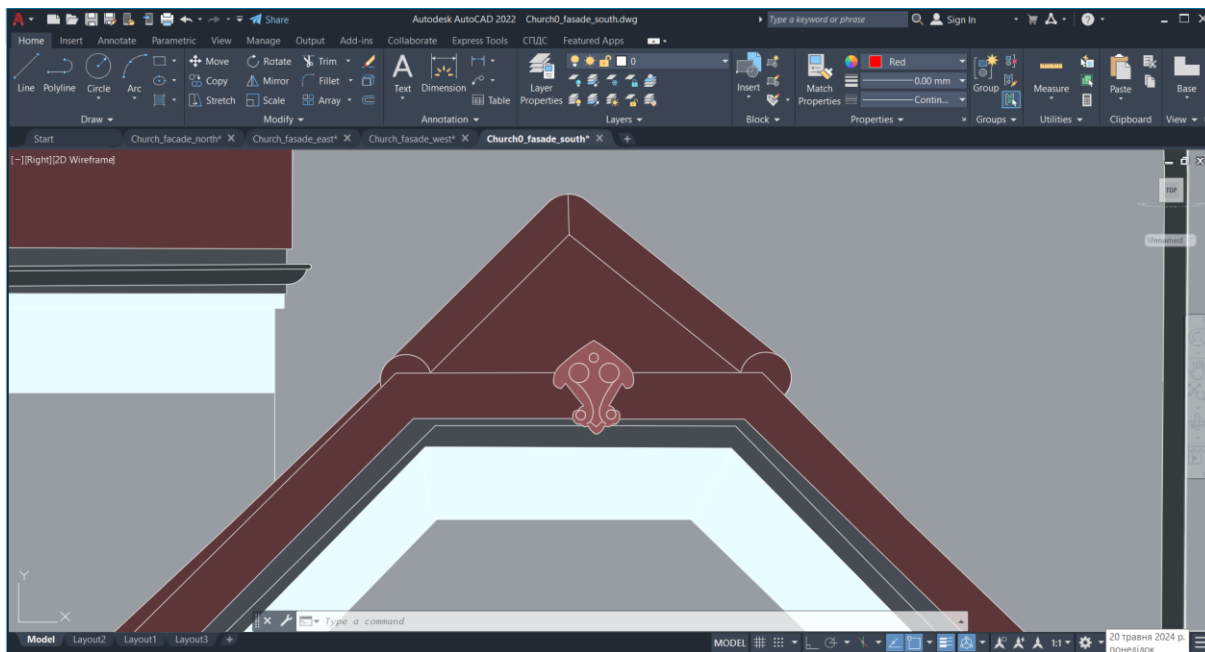 A Share Autodesk AutoCAD 2022 Church0_fasade_south.dwg Type a keyword or phrase Sign In
Home Insert Annotate Parametric View Manage Output Add-ins Collaborate Express Tools СПДС Featured Apps
Line Polyline Circle Arc Move Rotate Trim Copy Mirror Fillet Stretch Scale Array
Text Dimension Table
Layer Properties 0
Insert
Match Properties Red 0.00 mm Contin...
Group Measure Paste Base
Draw Modify Annotation Layers Block Properties Groups Utilities Clipboard View
Start Church_facade_north* Church_fasade_east* Church_fasade_west* Church0_fasade_south*
[−][Right][2D Wireframe]
TOP
Unnamed
Y
X
Type a command
Model Layout2 Layout1 Layout3 + MODEL 1:1
20 травня 2024 р.
понеділок